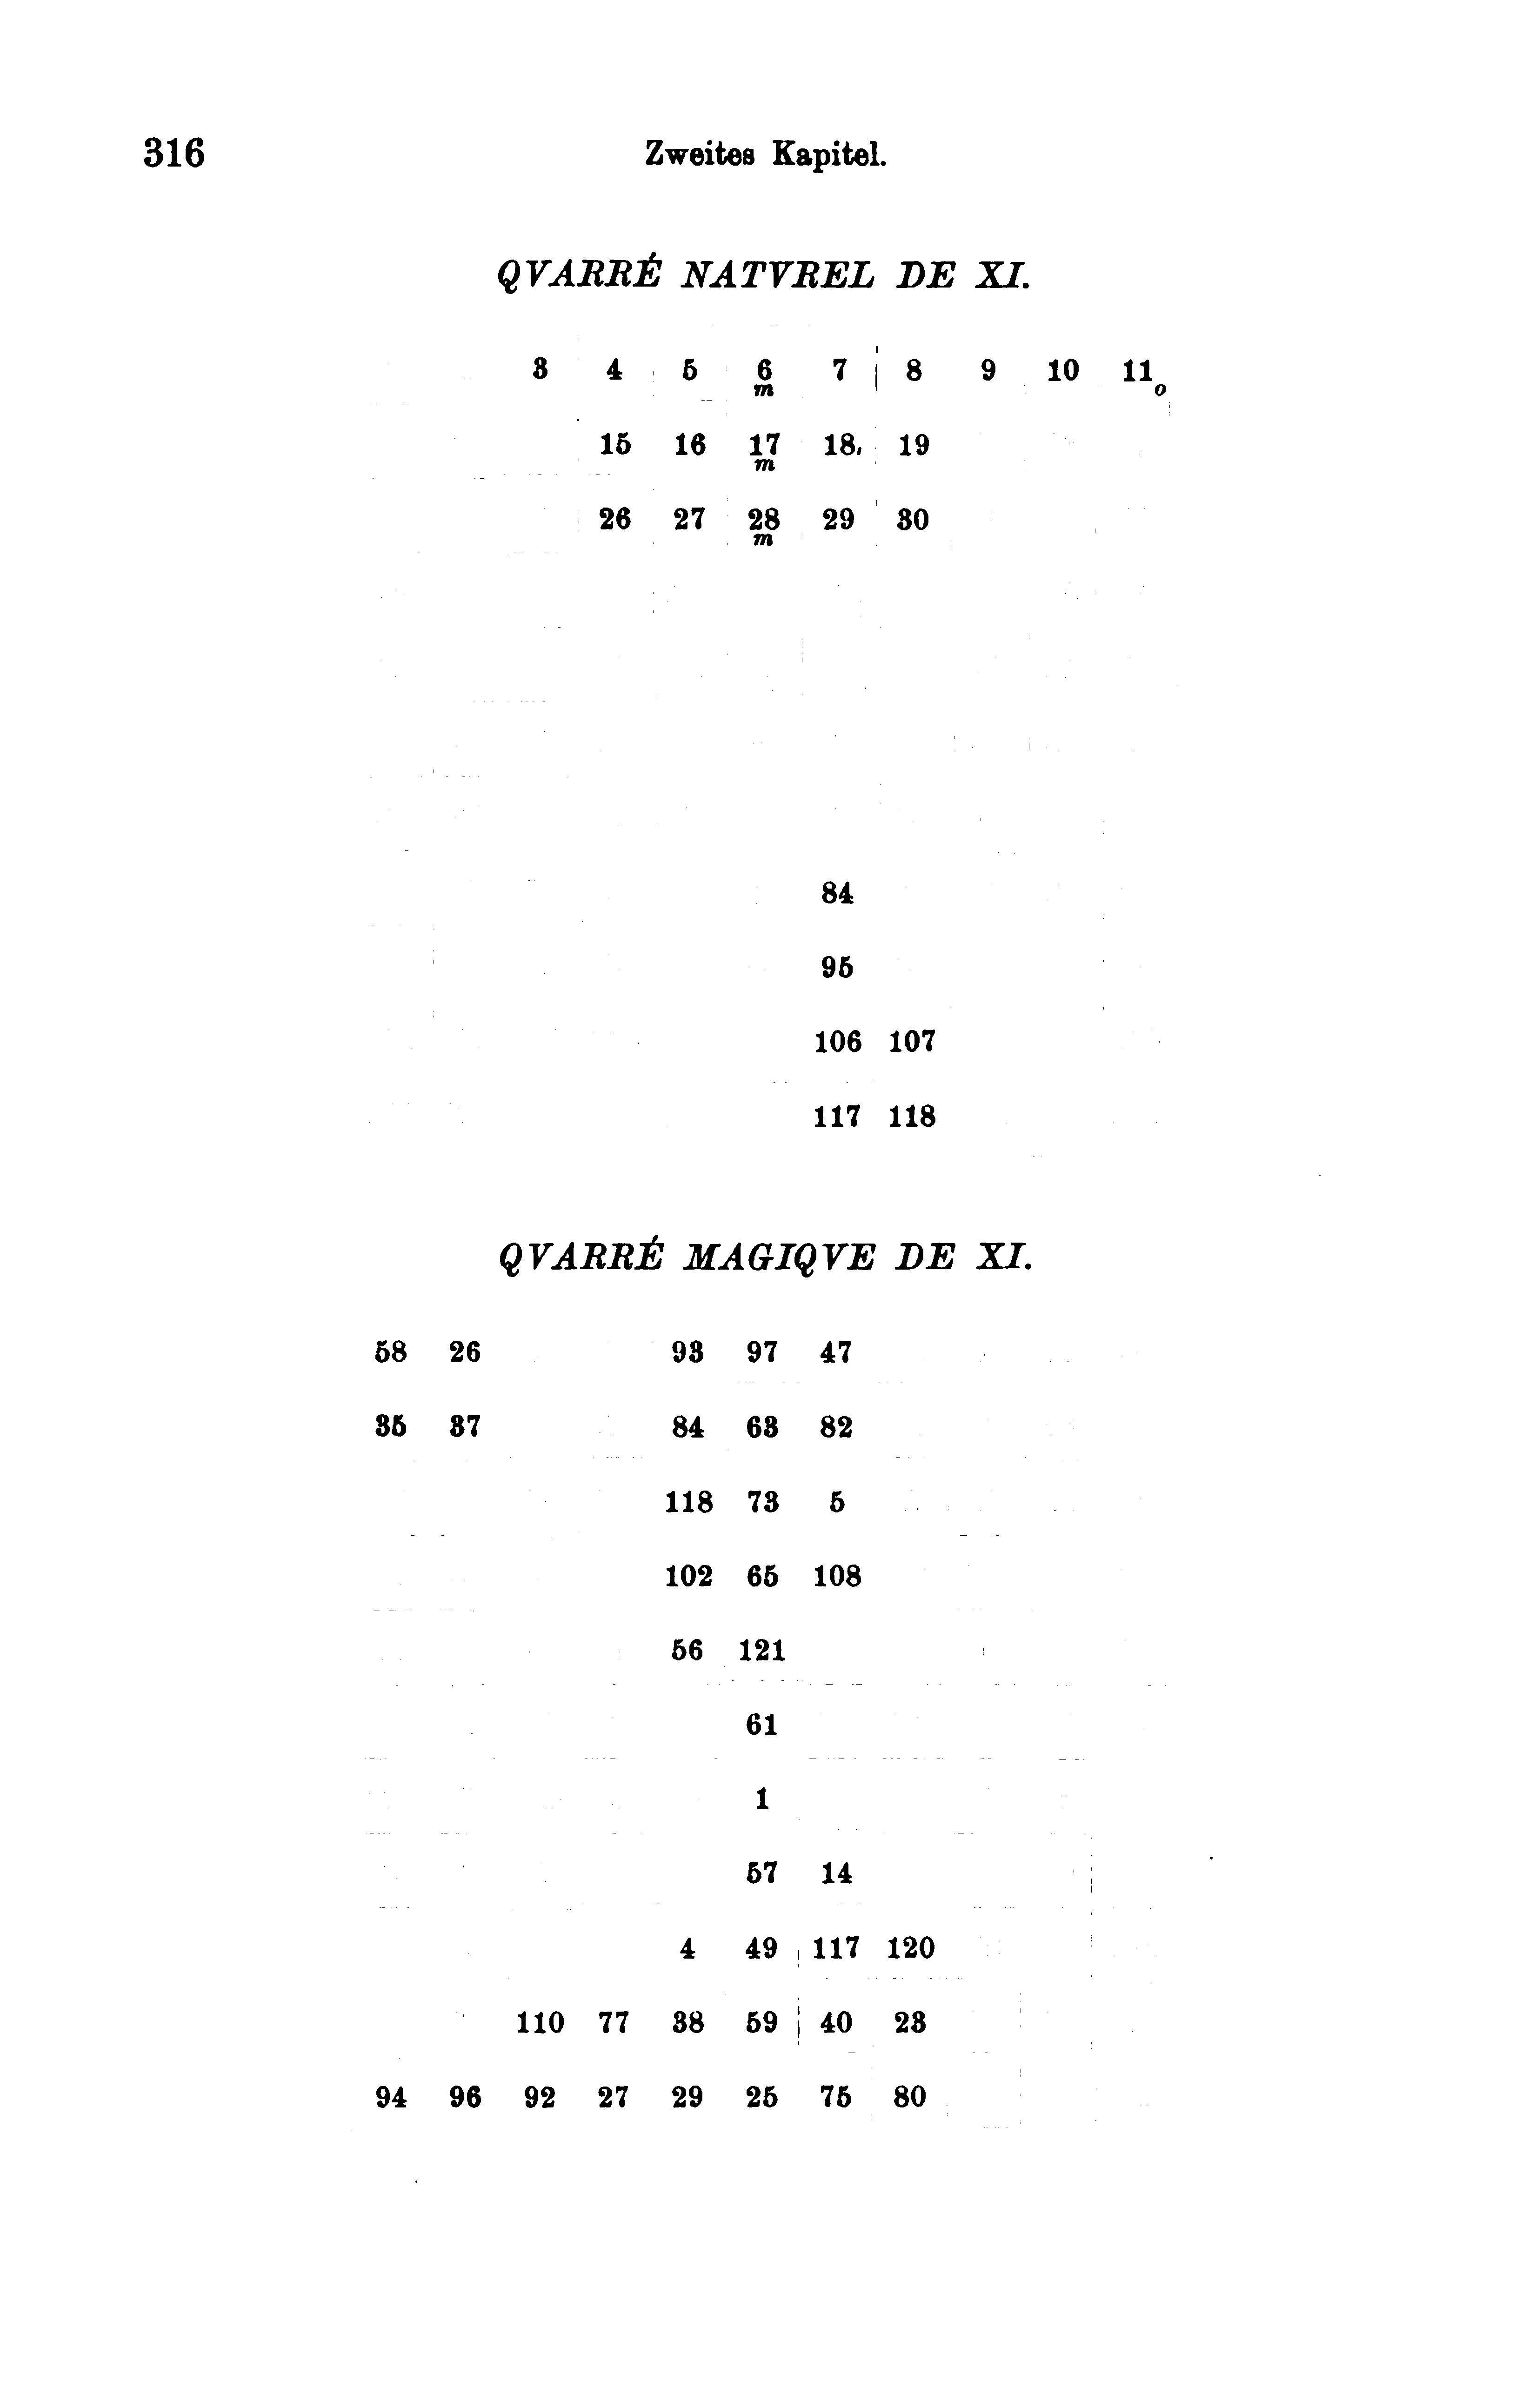 316 Zweites Kapitel.
QVARRÉ NATVREL DE XI.
3 4 5 6 7 8 9 10 11
m o
15 16 17 18 19
m
26 27 28 29 30
m
84
95
106 107
117 118
QVARRÉ MAGIQVE DE XI.
58 26 93 97 47
35 37 84 63 82
118 73 5
102 65 108
56 121
61
1
57 14
4 49 117 120
110 77 38 59 40 23
94 96 92 27 29 25 75 80